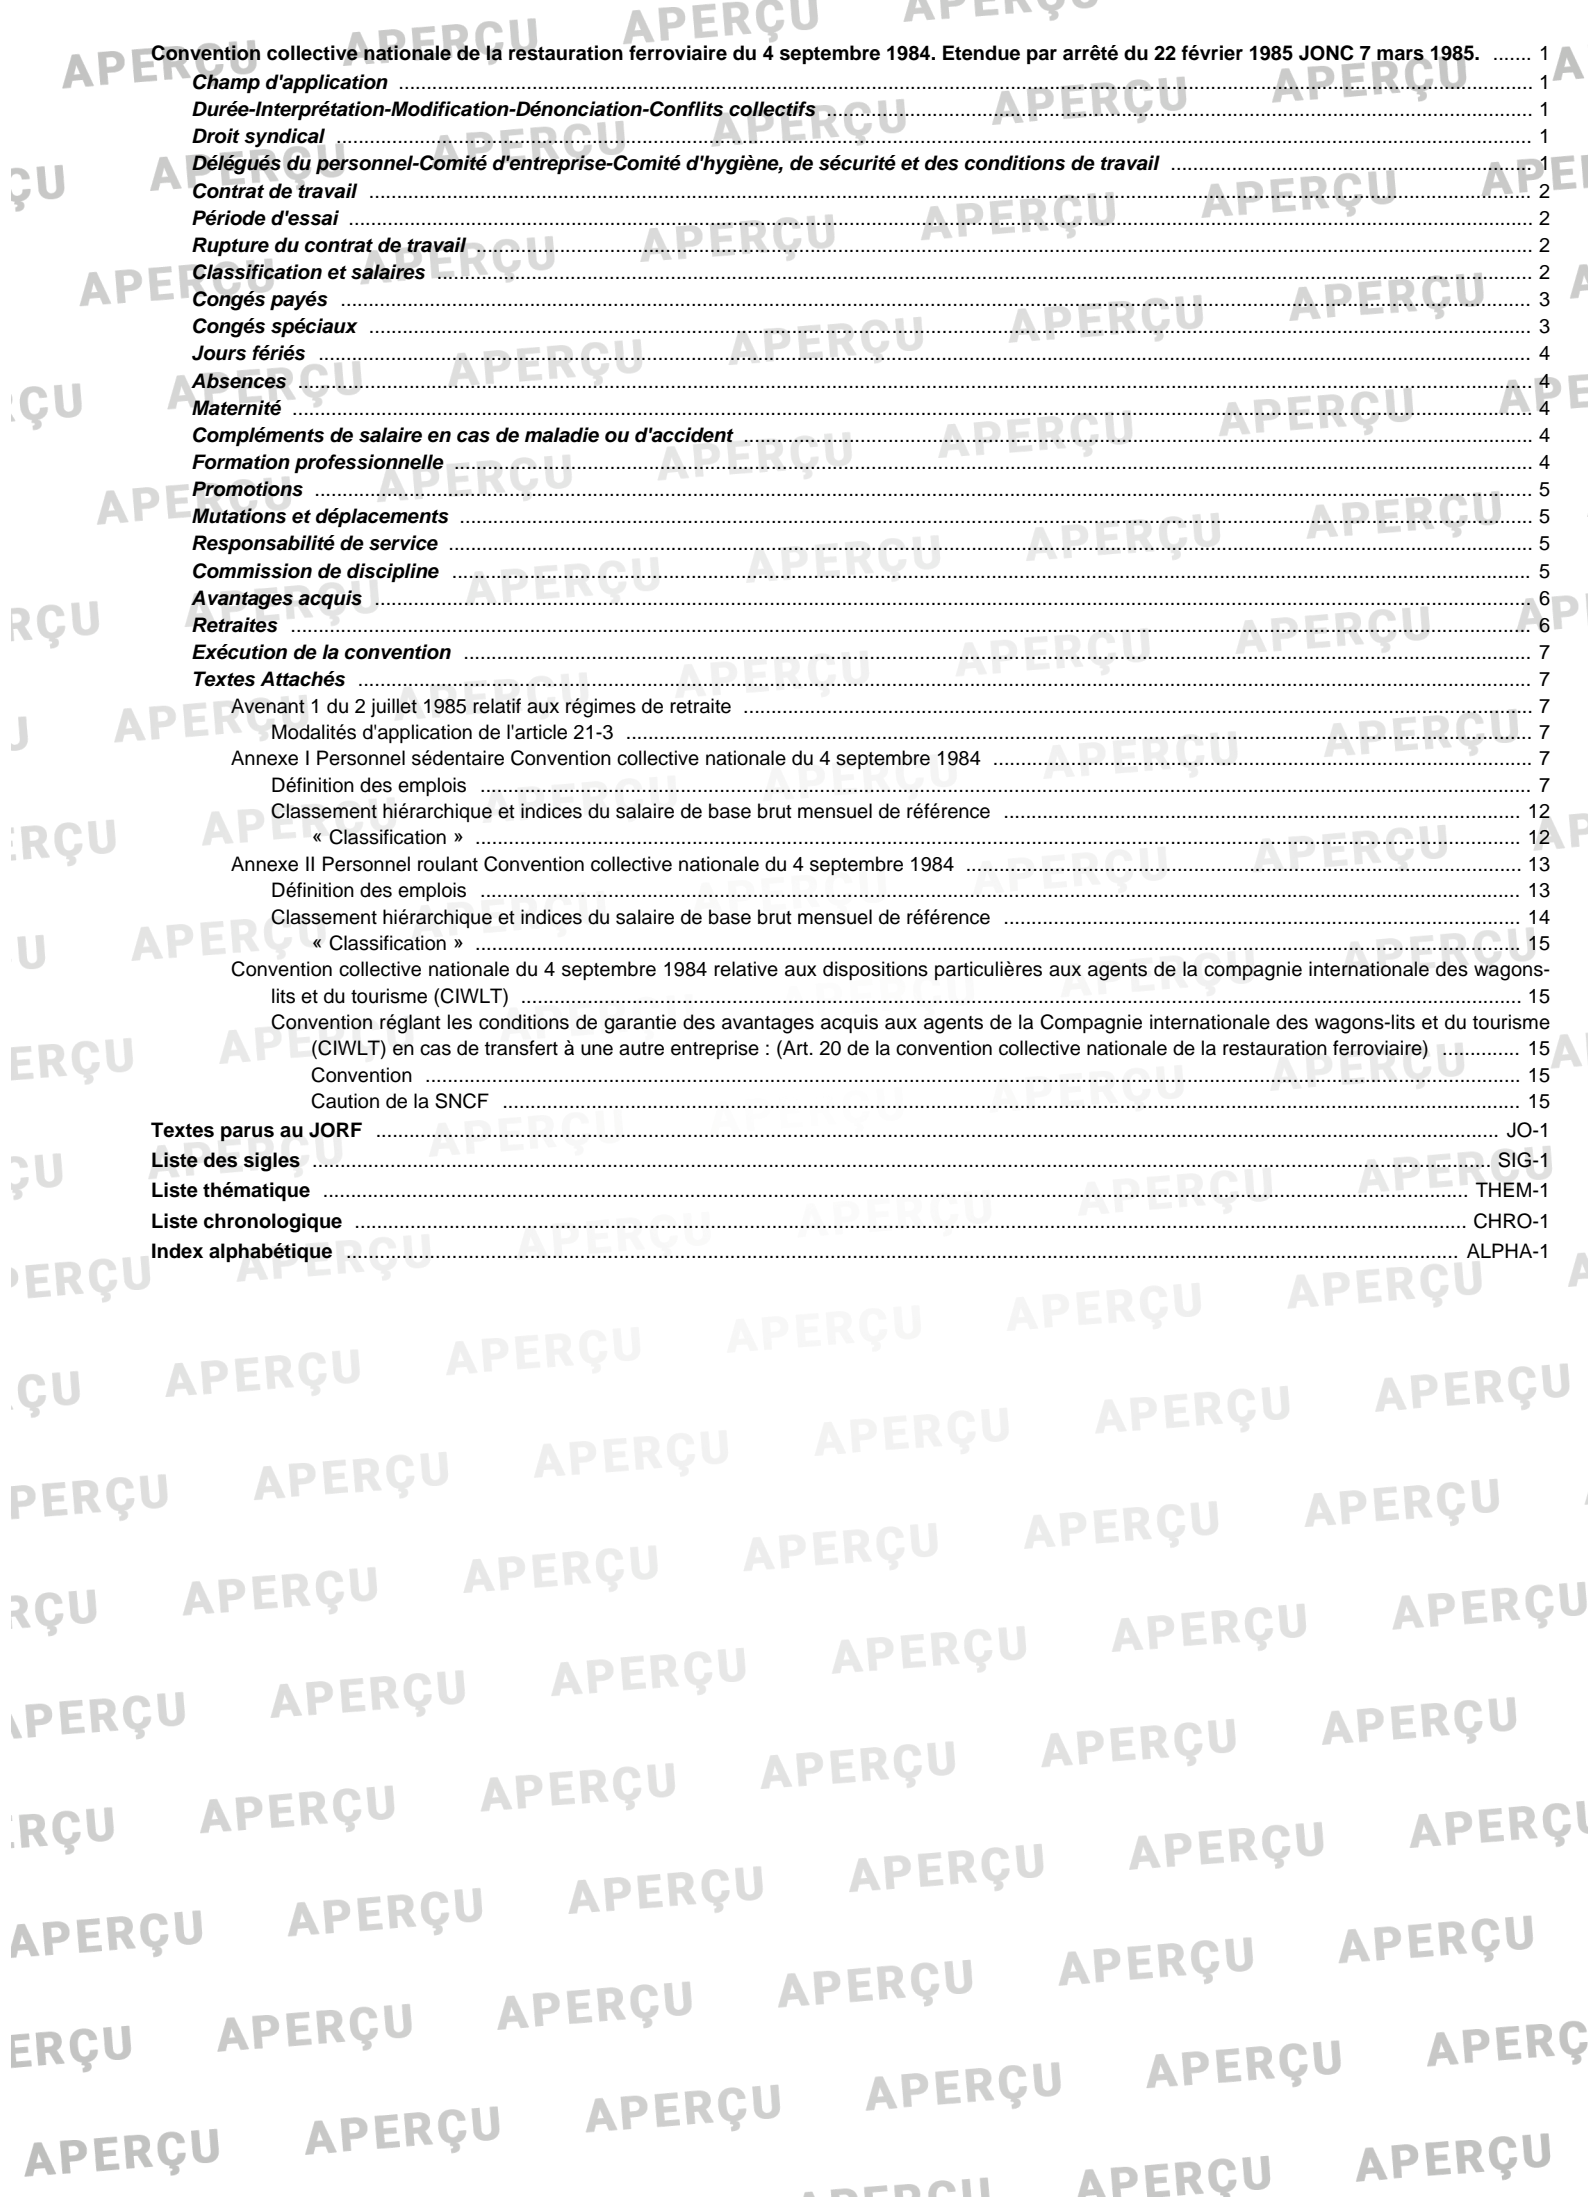 Convention collective nationale de la restauration ferroviaire du 4 septembre 1984. Etendue par arrêté du 22 février 1985 JONC 7 mars 1985. ....... 1
Champ d'application ....... 1
Durée-Interprétation-Modification-Dénonciation-Conflits collectifs ....... 1
Droit syndical ....... 1
Délégués du personnel-Comité d'entreprise-Comité d'hygiène, de sécurité et des conditions de travail ....... 1
Contrat de travail ....... 2
Période d'essai ....... 2
Rupture du contrat de travail ....... 2
Classification et salaires ....... 2
Congés payés ....... 3
Congés spéciaux ....... 3
Jours fériés ....... 4
Absences ....... 4
Maternité ....... 4
Compléments de salaire en cas de maladie ou d'accident ....... 4
Formation professionnelle ....... 4
Promotions ....... 5
Mutations et déplacements ....... 5
Responsabilité de service ....... 5
Commission de discipline ....... 5
Avantages acquis ....... 6
Retraites ....... 6
Exécution de la convention ....... 7
Textes Attachés ....... 7
Avenant 1 du 2 juillet 1985 relatif aux régimes de retraite ....... 7
Modalités d'application de l'article 21-3 ....... 7
Annexe I Personnel sédentaire Convention collective nationale du 4 septembre 1984 ....... 7
Définition des emplois ....... 7
Classement hiérarchique et indices du salaire de base brut mensuel de référence ....... 12
« Classification » ....... 12
Annexe II Personnel roulant Convention collective nationale du 4 septembre 1984 ....... 13
Définition des emplois ....... 13
Classement hiérarchique et indices du salaire de base brut mensuel de référence ....... 14
« Classification » ....... 15
Convention collective nationale du 4 septembre 1984 relative aux dispositions particulières aux agents de la compagnie internationale des wagons-
lits et du tourisme (CIWLT) ....... 15
Convention réglant les conditions de garantie des avantages acquis aux agents de la Compagnie internationale des wagons-lits et du tourisme
(CIWLT) en cas de transfert à une autre entreprise : (Art. 20 de la convention collective nationale de la restauration ferroviaire) ....... 15
Convention ....... 15
Caution de la SNCF ....... 15
Textes parus au JORF ....... JO-1
Liste des sigles ....... SIG-1
Liste thématique ....... THEM-1
Liste chronologique ....... CHRO-1
Index alphabétique ....... ALPHA-1
APERÇU